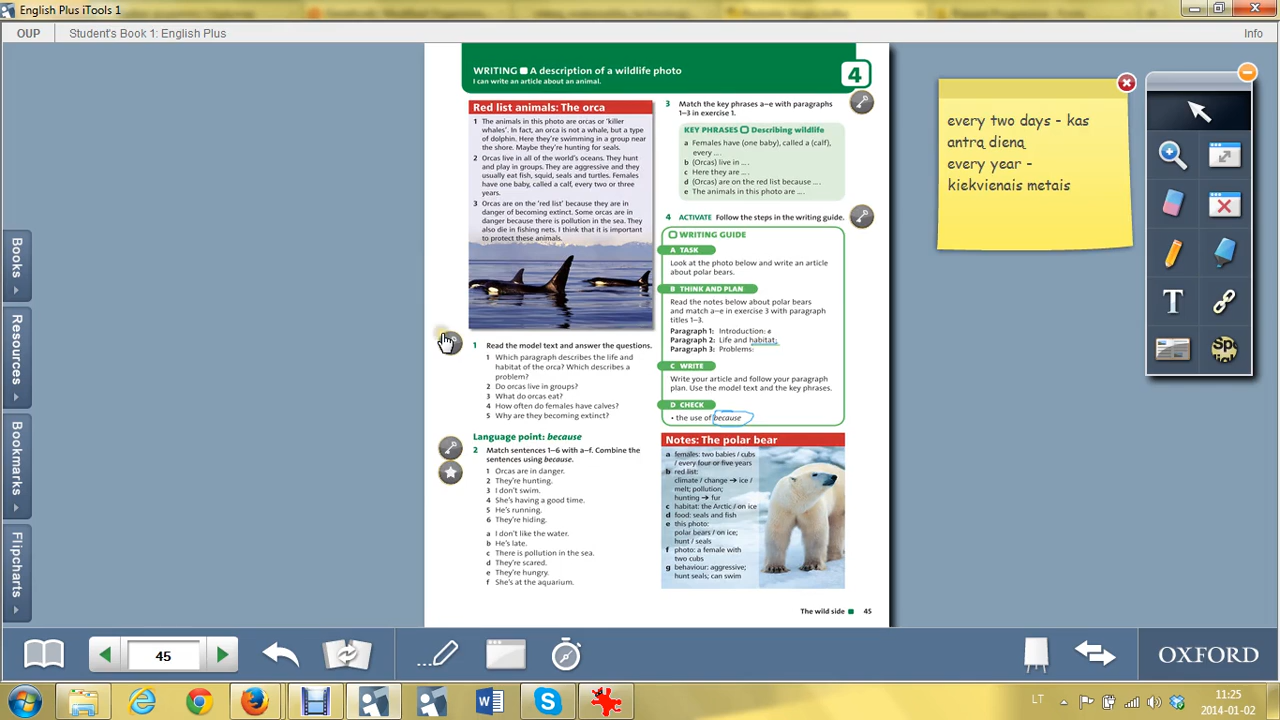 English Plus iTools 1
OUP
Student's Book 1: English Plus
Info
WRITING A description of a wildlife photo
I can write an article about an animal.
4
Red list animals: The orca
1 The animals in this photo are orcas or 'killer
whales'. In fact, an orca is not a whale, but a type
of dolphin. Here they're swimming in a group near
the shore. Maybe they're hunting for seals.
2 Orcas live in all of the world's oceans. They hunt
and play in groups. They are aggressive and they
usually eat fish, squid, seals and turtles. Females
have one baby, called a calf, every two or three
years.
3 Orcas are on the 'red list' because they are in
danger of becoming extinct. Some orcas are in
danger because there is pollution in the sea. They
also die in fishing nets. I think that it is important
to protect these animals.
1 Read the model text and answer the questions.
1 Which paragraph describes the life and
habitat of the orca? Which describes a
problem?
2 Do orcas live in groups?
3 What do orcas eat?
4 How often do females have calves?
5 Why are they becoming extinct?
Language point: because
2 Match sentences 1–6 with a–f. Combine the
sentences using because.
1 Orcas are in danger.
2 They're hunting.
3 I don't swim.
4 She's having a good time.
5 He's running.
6 They're hiding.
a I don't like the water.
b He's late.
c There is pollution in the sea.
d They're scared.
e They're hungry.
f She's at the aquarium.
3 Match the key phrases a–e with paragraphs
1–3 in exercise 1.
KEY PHRASES Describing wildlife
a Females have (one baby), called a (calf),
every ....
b (Orcas) live in ....
c Here they are ....
d (Orcas) are on the red list because ....
e The animals in this photo are ....
4 ACTIVATE Follow the steps in the writing guide.
WRITING GUIDE
A TASK
Look at the photo below and write an article
about polar bears.
B THINK AND PLAN
Read the notes below about polar bears
and match a–e in exercise 3 with paragraph
titles 1–3.
Paragraph 1: Introduction: e
Paragraph 2: Life and habitat:
Paragraph 3: Problems:
C WRITE
Write your article and follow your paragraph
plan. Use the model text and the key phrases.
D CHECK
• the use of because
Notes: The polar bear
a females: two babies / cubs
/ every four or five years
b red list:
climate / change → ice /
melt; pollution;
hunting → fur
c habitat: the Arctic / on ice
d food: seals and fish
e this photo:
polar bears / on ice;
hunt / seals
f photo: a female with
two cubs
g behaviour: aggressive;
hunt seals; can swim
The wild side 45
every two days - kas
antrą dieną
every year -
kiekvienais metais
T
Sp
Books
Resources
Bookmarks
Flipcharts
45
OXFORD
LT
11:25
2014-01-02